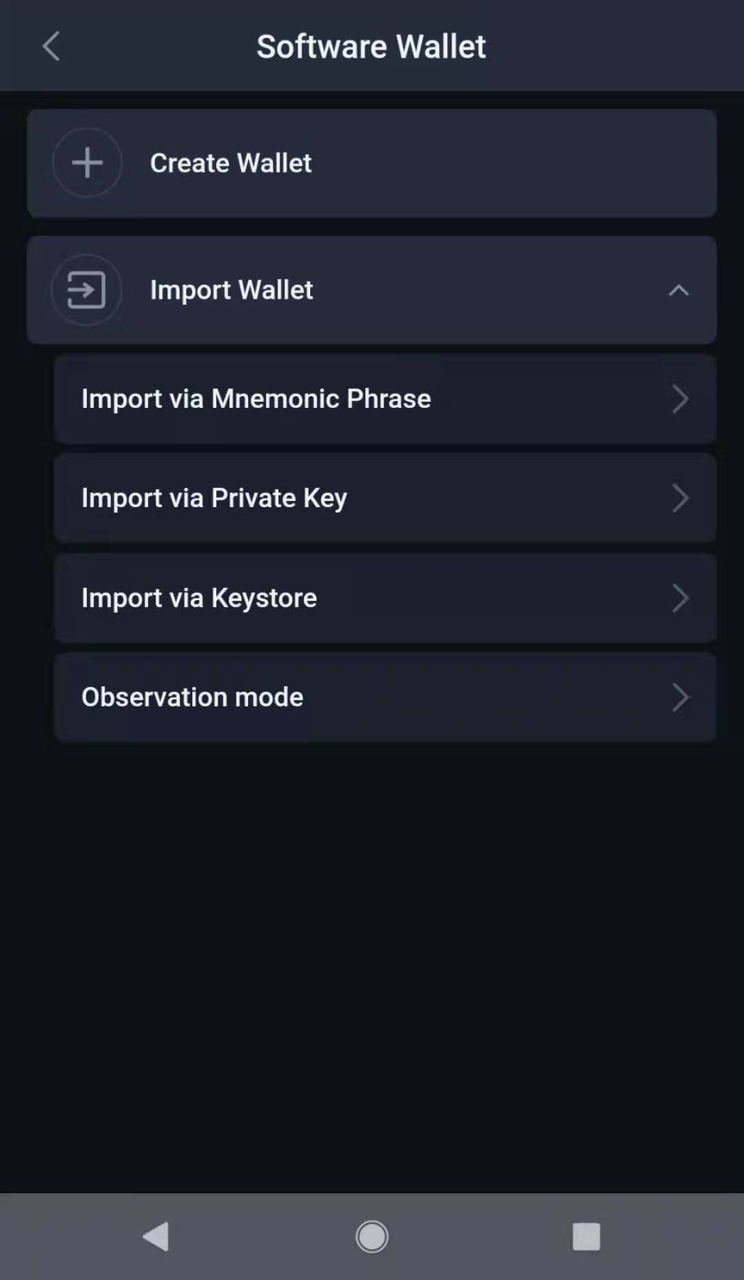 Software Wallet
Create Wallet
Import Wallet
Import via Mnemonic Phrase
Import via Private Key
Import via Keystore
Observation mode